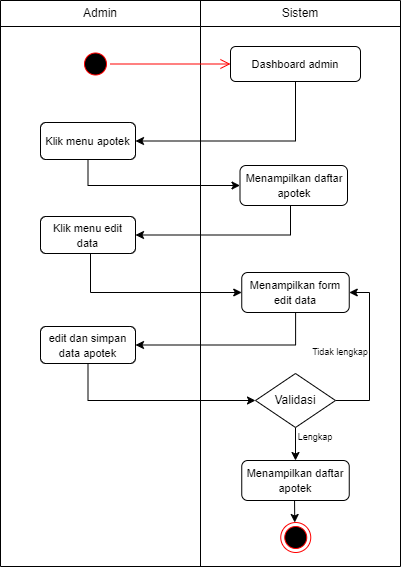 Admin
Sistem
Dashboard admin
Klik menu apotek
Menampilkan daftar
apotek
Klik menu edit
data
Menampilkan form
edit data
edit dan simpan
data apotek
Tidak lengkap
Validasi
Lengkap
Menampilkan daftar
apotek